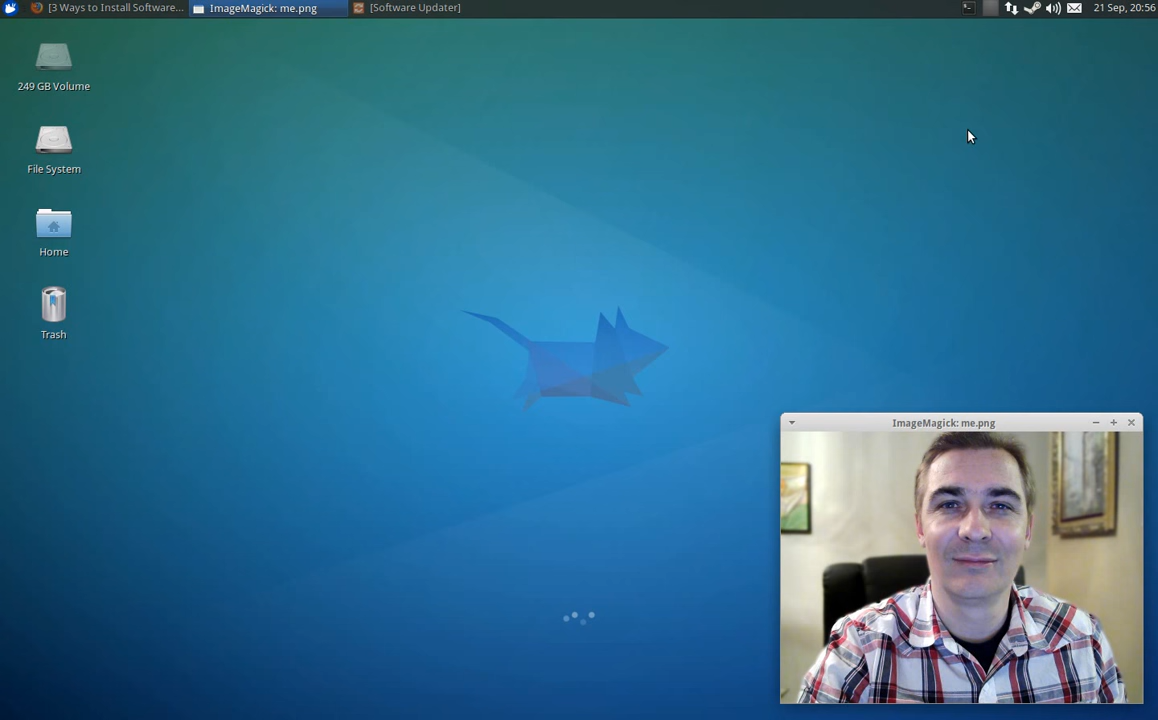 [3 Ways to Install Software...
ImageMagick: me.png
[Software Updater]
21 Sep, 20:56
249 GB Volume
File System
Home
Trash
ImageMagick: me.png